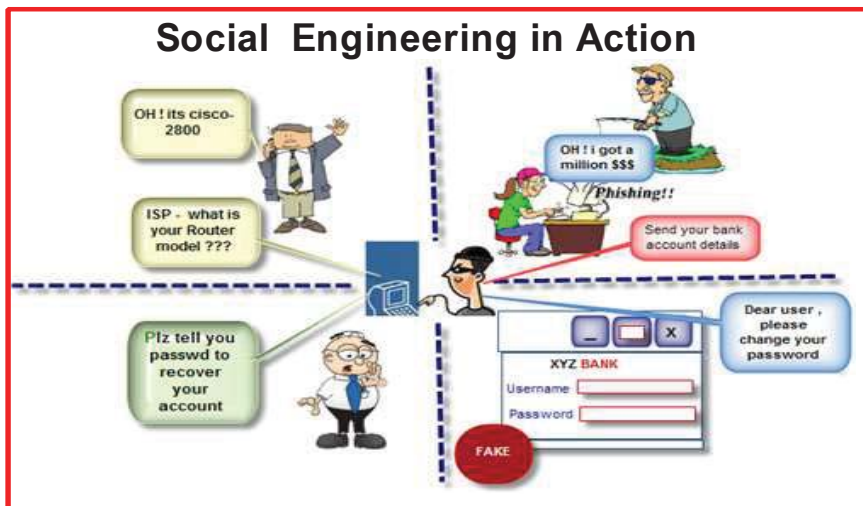 Social Engineering in Action
OH ! its cisco-
2800
ISP - what is
your Router
model ???
OH ! i got a
million $$$
Phishing!!
Send your bank
account details
Plz tell you
passwd to
recover
your
account
Dear user ,
please
change your
password
_
X
XYZ BANK
Username
Password
FAKE